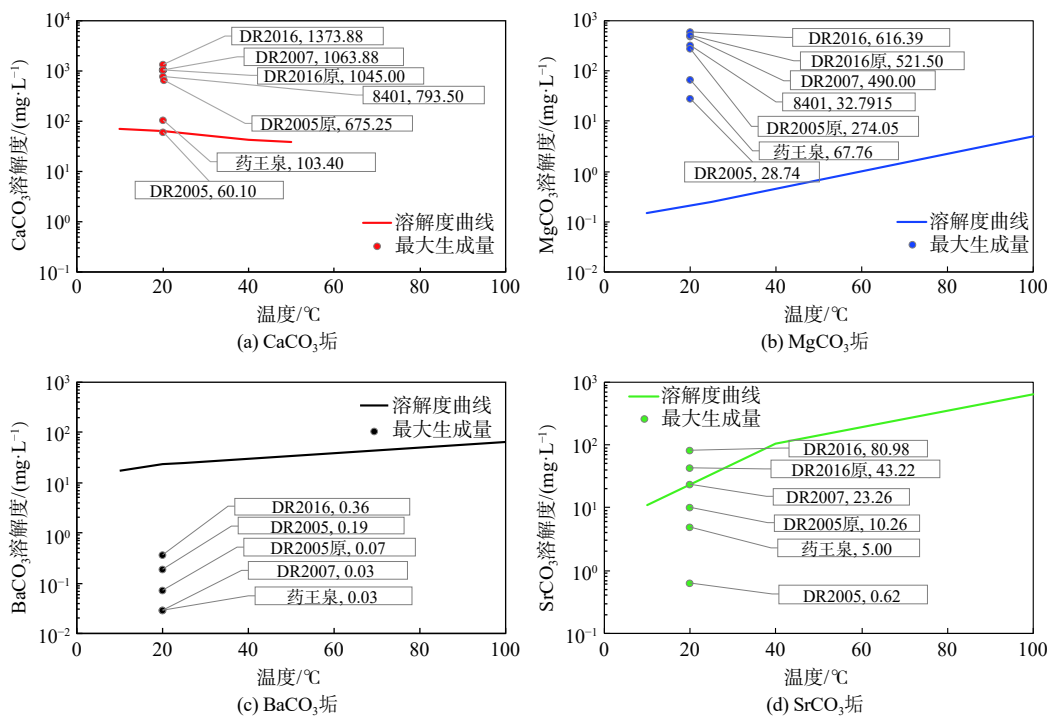 CaCO₃溶解度/(mg·L⁻¹)
10⁴
10³
10²
10¹
10⁰
10⁻¹
DR2016, 1373.88
DR2007, 1063.88
DR2016原, 1045.00
8401, 793.50
DR2005原, 675.25
药王泉, 103.40
DR2005, 60.10
溶解度曲线
最大生成量
0 20 40 60 80 100
温度/℃
(a) CaCO₃垢
MgCO₃溶解度/(mg·L⁻¹)
10³
10²
10¹
10⁰
10⁻¹
10⁻²
DR2016, 616.39
DR2016原, 521.50
DR2007, 490.00
8401, 32.7915
DR2005原, 274.05
药王泉, 67.76
DR2005, 28.74
溶解度曲线
最大生成量
0 20 40 60 80 100
温度/℃
(b) MgCO₃垢
BaCO₃溶解度/(mg·L⁻¹)
10³
10²
10¹
10⁰
10⁻¹
10⁻²
溶解度曲线
最大生成量
DR2016, 0.36
DR2005, 0.19
DR2005原, 0.07
DR2007, 0.03
药王泉, 0.03
0 20 40 60 80 100
温度/℃
(c) BaCO₃垢
SrCO₃溶解度/(mg·L⁻¹)
10³
10²
10¹
10⁰
10⁻¹
溶解度曲线
最大生成量
DR2016, 80.98
DR2016原, 43.22
DR2007, 23.26
DR2005原, 10.26
药王泉, 5.00
DR2005, 0.62
0 20 40 60 80 100
温度/℃
(d) SrCO₃垢